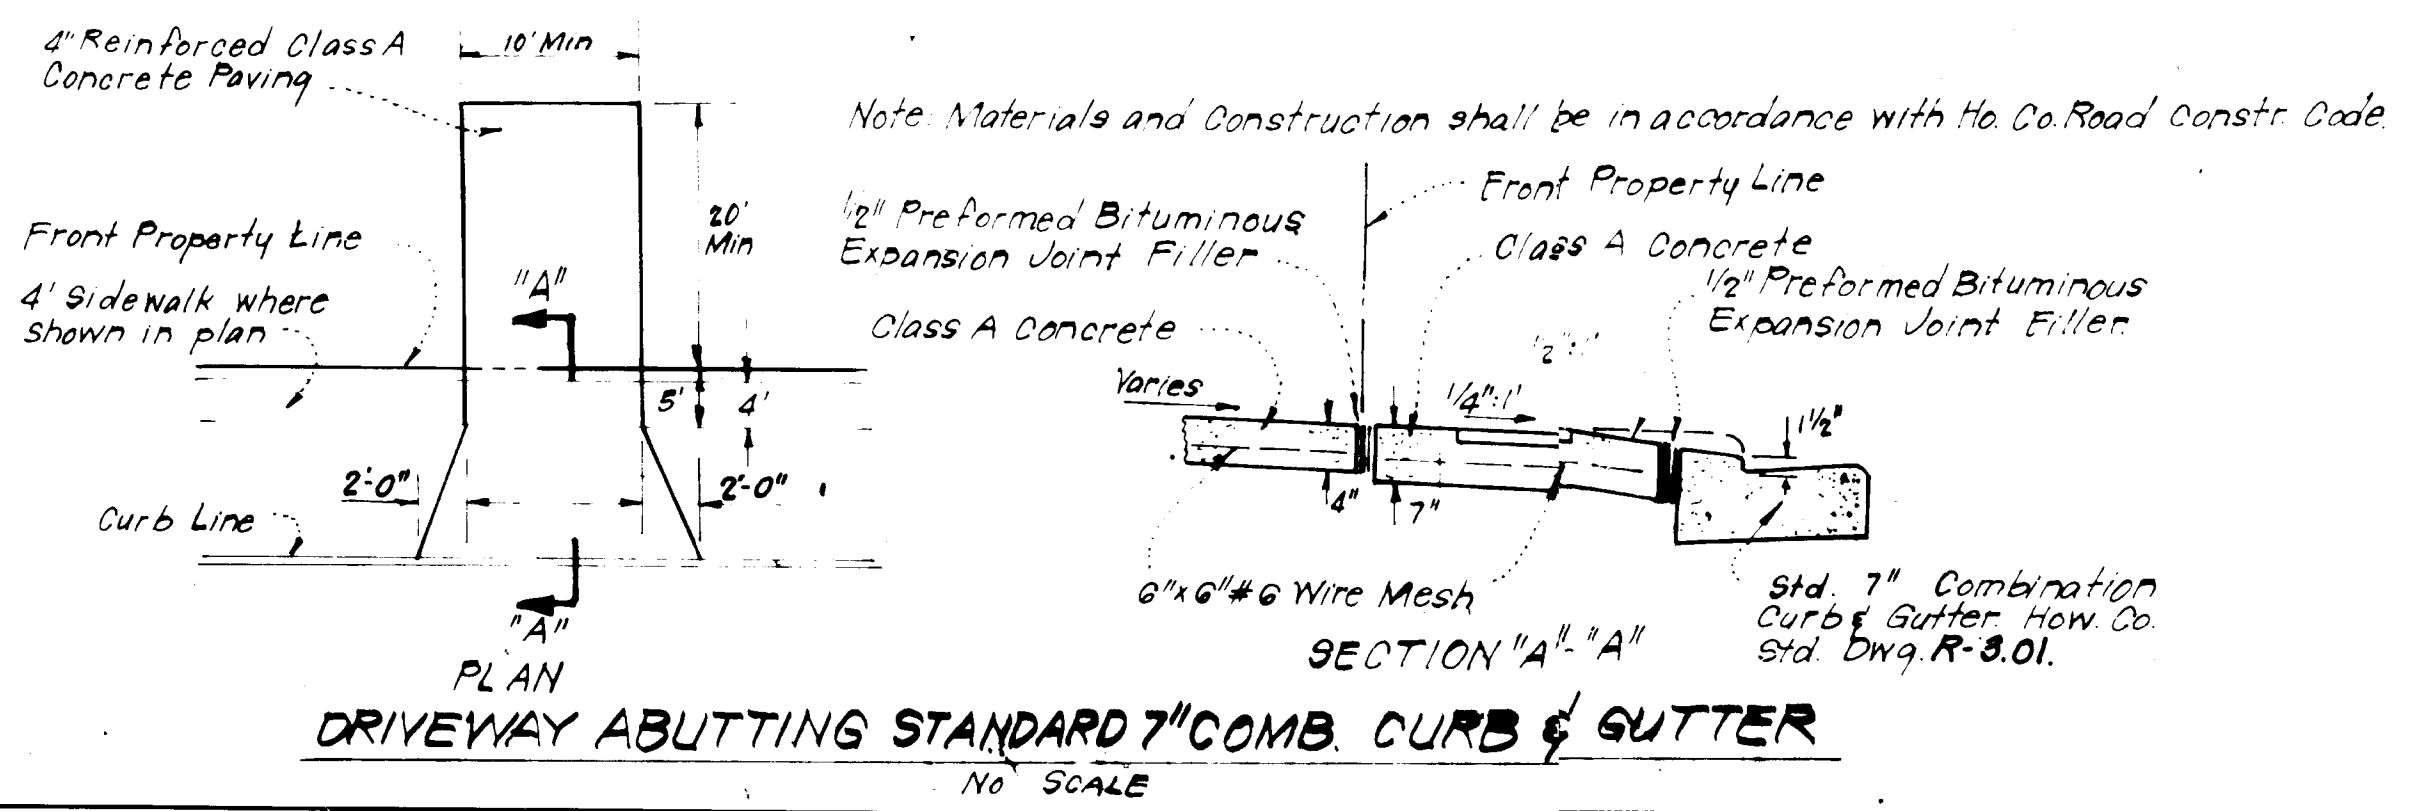 4" Reinforced Class A
Concrete Paving
10' Min
Front Property Line
4' Sidewalk where
shown in plan
20'
Min
"A"
5'
4'
2'-0"
2'-0"
Curb Line
"A"
PLAN
Note: Materials and Construction shall be in accordance with Ho. Co. Road Constr. Code.
Front Property Line
1/2" Preformed Bituminous
Expansion Joint Filler
Class A Concrete
1/2" Preformed Bituminous
Expansion Joint Filler.
Class A Concrete
1/2":1'
Varies
1/4":1'
1 1/2"
4"
7"
6"x6"#6 Wire Mesh
Std. 7" Combination
Curb & Gutter. How. Co.
Std. Dwg. R-3.01.
SECTION "A"-"A"
DRIVEWAY ABUTTING STANDARD 7" COMB. CURB & GUTTER
NO SCALE